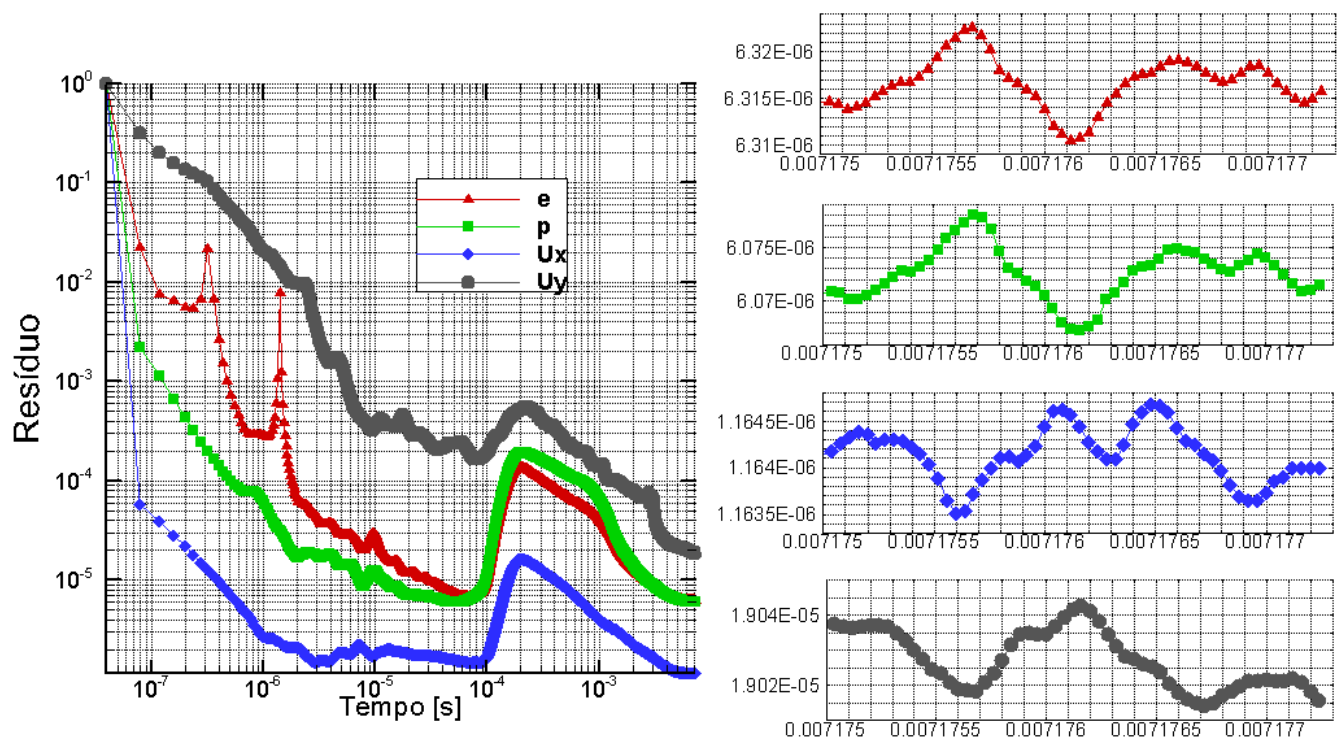 10^0
10^-1
10^-2
10^-3
10^-4
10^-5
Resíduo
e
p
Ux
Uy
10^-7 10^-6 10^-5 10^-4 10^-3
Tempo [s]
6.32E-06
6.315E-06
6.31E-06
0.007175 0.0071755 0.007176 0.0071765 0.007177
6.075E-06
6.07E-06
0.007175 0.0071755 0.007176 0.0071765 0.007177
1.1645E-06
1.164E-06
1.1635E-06
0.007175 0.0071755 0.007176 0.0071765 0.007177
1.904E-05
1.902E-05
0.007175 0.0071755 0.007176 0.0071765 0.007177